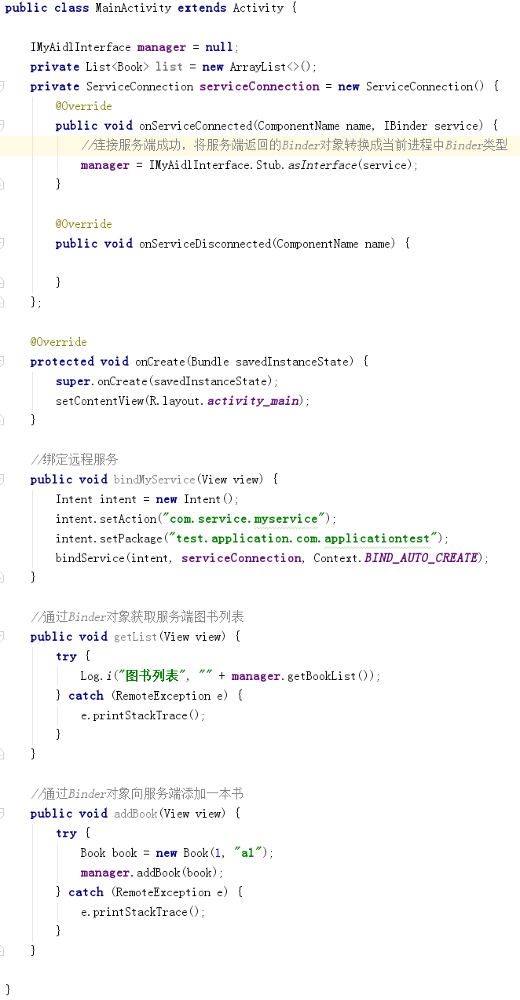 public class MainActivity extends Activity {
IMyAidlInterface manager = null;
private List<Book> list = new ArrayList<>();
private ServiceConnection serviceConnection = new ServiceConnection() {
@Override
public void onServiceConnected(ComponentName name, IBinder service) {
//连接服务端成功，将服务端返回的Binder对象转换成当前进程中Binder类型
manager = IMyAidlInterface.Stub.asInterface(service);
}
@Override
public void onServiceDisconnected(ComponentName name) {
}
};
@Override
protected void onCreate(Bundle savedInstanceState) {
super.onCreate(savedInstanceState);
setContentView(R.layout.activity_main);
}
//绑定远程服务
public void bindMyService(View view) {
Intent intent = new Intent();
intent.setAction("com.service.myservice");
intent.setPackage("test.application.com.applicationtest");
bindService(intent, serviceConnection, Context.BIND_AUTO_CREATE);
}
//通过Binder对象获取服务端图书列表
public void getList(View view) {
try {
Log.i("图书列表", "" + manager.getBookList());
} catch (RemoteException e) {
e.printStackTrace();
}
}
//通过Binder对象向服务端添加一本书
public void addBook(View view) {
try {
Book book = new Book(1, "a1");
manager.addBook(book);
} catch (RemoteException e) {
e.printStackTrace();
}
}
}